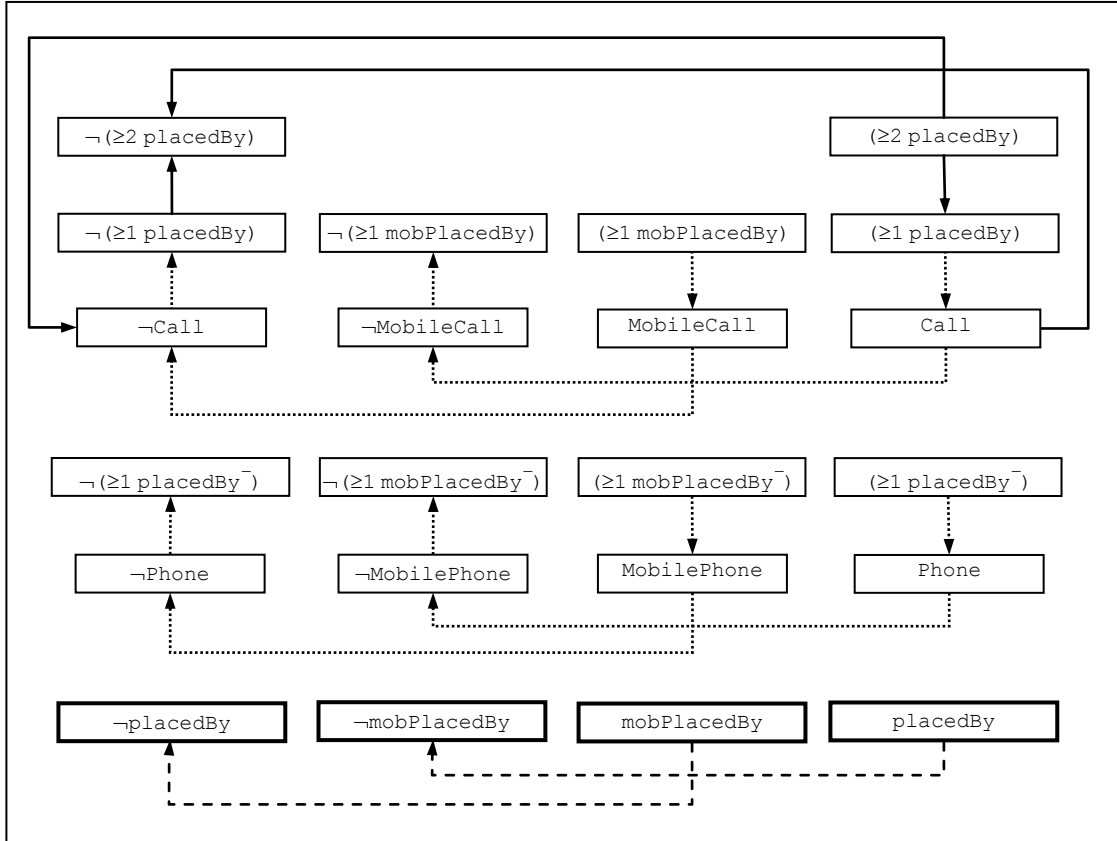 ¬(≥2 placedBy)
(≥2 placedBy)
¬(≥1 placedBy)
¬(≥1 mobPlacedBy)
(≥1 mobPlacedBy)
(≥1 placedBy)
¬Call
¬MobileCall
MobileCall
Call
¬(≥1 placedBy‾)
¬(≥1 mobPlacedBy‾)
(≥1 mobPlacedBy‾)
(≥1 placedBy‾)
¬Phone
¬MobilePhone
MobilePhone
Phone
¬placedBy
¬mobPlacedBy
mobPlacedBy
placedBy